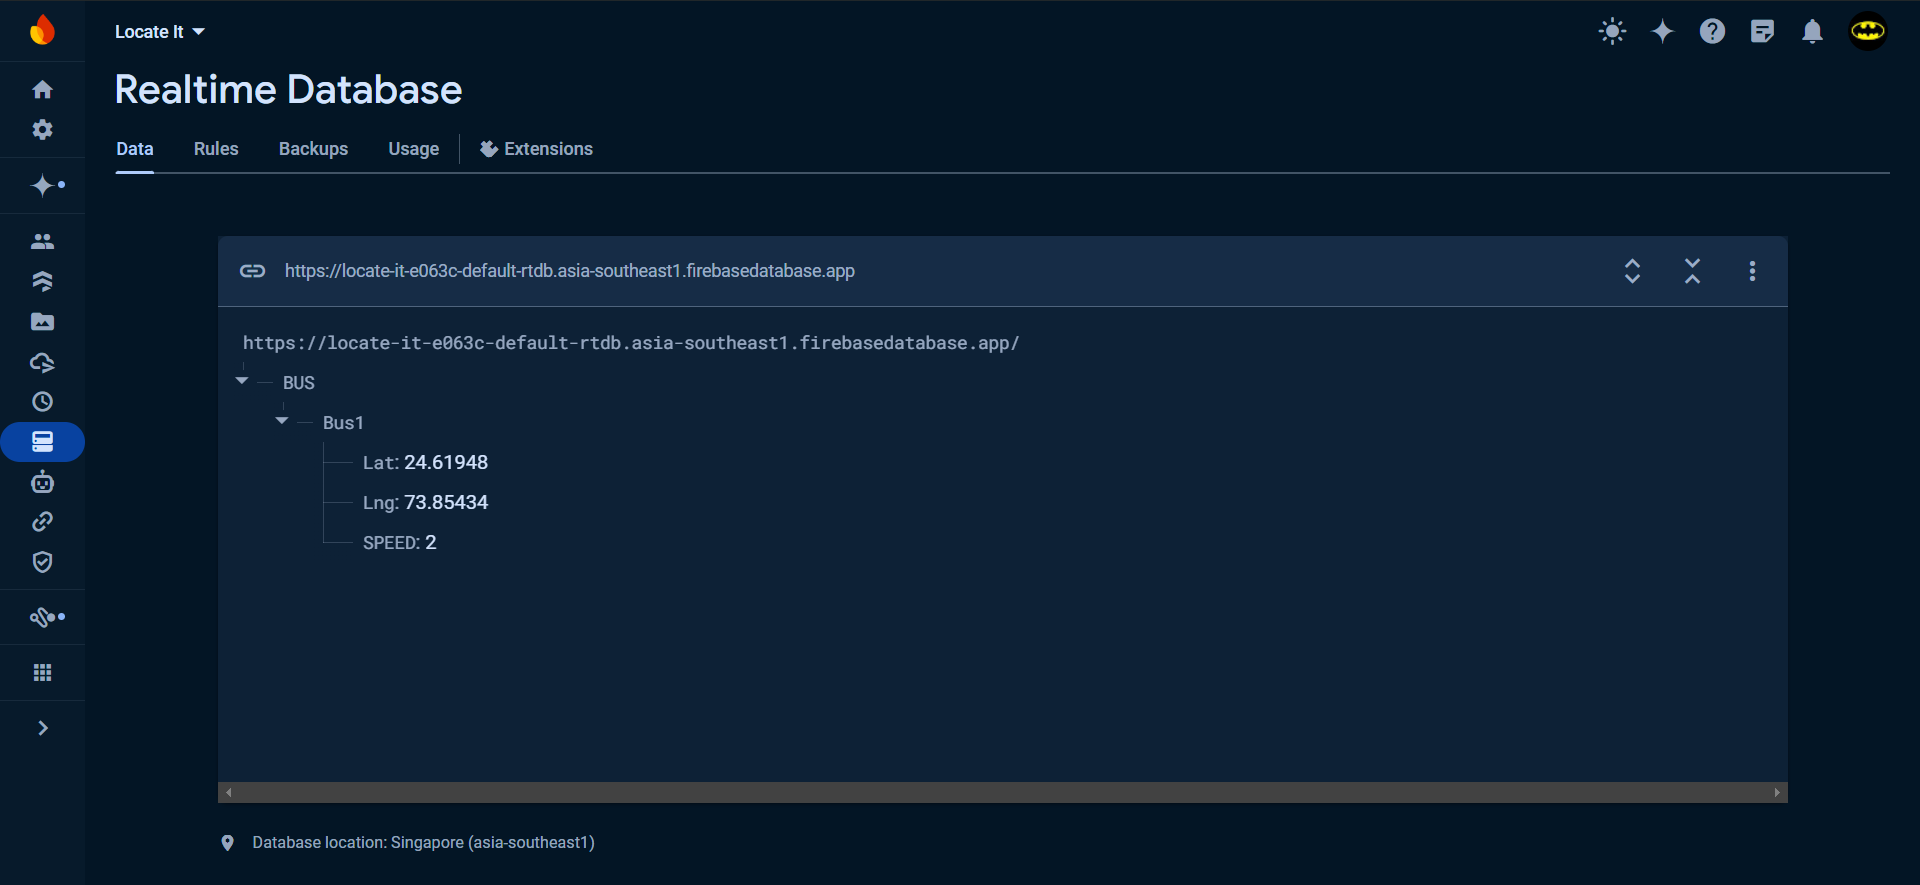 Locate It
Realtime Database
Data Rules Backups Usage Extensions
https://locate-it-e063c-default-rtdb.asia-southeast1.firebasedatabase.app
https://locate-it-e063c-default-rtdb.asia-southeast1.firebasedatabase.app/
BUS
Bus1
Lat: 24.61948
Lng: 73.85434
SPEED: 2
Database location: Singapore (asia-southeast1)